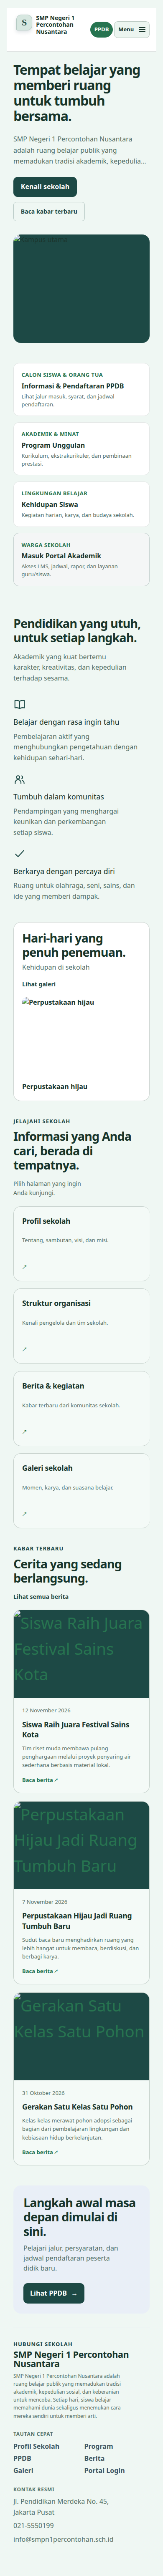 S
SMP Negeri 1
Percontohan
Nusantara
PPDB
Menu
Tempat belajar yang
memberi ruang
untuk tumbuh
bersama.
SMP Negeri 1 Percontohan Nusantara
adalah ruang belajar publik yang
memadukan tradisi akademik, kepedulia...
Kenali sekolah
Baca kabar terbaru
CALON SISWA & ORANG TUA
Informasi & Pendaftaran PPDB
Lihat jalur masuk, syarat, dan jadwal
pendaftaran.
AKADEMIK & MINAT
Program Unggulan
Kurikulum, ekstrakurikuler, dan pembinaan
prestasi.
LINGKUNGAN BELAJAR
Kehidupan Siswa
Kegiatan harian, karya, dan budaya sekolah.
WARGA SEKOLAH
Masuk Portal Akademik
Akses LMS, jadwal, rapor, dan layanan
guru/siswa.
Pendidikan yang utuh,
untuk setiap langkah.
Akademik yang kuat bertemu
karakter, kreativitas, dan kepedulian
terhadap sesama.
Belajar dengan rasa ingin tahu
Pembelajaran aktif yang
menghubungkan pengetahuan dengan
kehidupan sehari-hari.
Tumbuh dalam komunitas
Pendampingan yang menghargai
keunikan dan perkembangan
setiap siswa.
Berkarya dengan percaya diri
Ruang untuk olahraga, seni, sains, dan
ide yang memberi dampak.
Hari-hari yang
penuh penemuan.
Kehidupan di sekolah
Lihat galeri
Perpustakaan hijau
Perpustakaan hijau
JELAJAHI SEKOLAH
Informasi yang Anda
cari, berada di
tempatnya.
Pilih halaman yang ingin
Anda kunjungi.
Profil sekolah
Tentang, sambutan, visi, dan misi.
↗
Struktur organisasi
Kenali pengelola dan tim sekolah.
↗
Berita & kegiatan
Kabar terbaru dari komunitas sekolah.
↗
Galeri sekolah
Momen, karya, dan suasana belajar.
↗
KABAR TERBARU
Cerita yang sedang
berlangsung.
Lihat semua berita
Siswa Raih Juara
Festival Sains
Kota
12 November 2026
Siswa Raih Juara Festival Sains
Kota
Tim riset muda membawa pulang
penghargaan melalui proyek penyaring air
sederhana berbasis material lokal.
Baca berita ↗
Perpustakaan
Hijau Jadi Ruang
Tumbuh Baru
7 November 2026
Perpustakaan Hijau Jadi Ruang
Tumbuh Baru
Sudut baca baru menghadirkan ruang yang
lebih hangat untuk membaca, berdiskusi, dan
berbagi karya.
Baca berita ↗
Gerakan Satu
Kelas Satu Pohon
31 Oktober 2026
Gerakan Satu Kelas Satu Pohon
Kelas-kelas merawat pohon adopsi sebagai
bagian dari pembelajaran lingkungan dan
kebiasaan hidup berkelanjutan.
Baca berita ↗
Langkah awal masa
depan dimulai di
sini.
Pelajari jalur, persyaratan, dan
jadwal pendaftaran peserta
didik baru.
Lihat PPDB →
HUBUNGI SEKOLAH
SMP Negeri 1 Percontohan
Nusantara
SMP Negeri 1 Percontohan Nusantara adalah
ruang belajar publik yang memadukan tradisi
akademik, kepedulian sosial, dan keberanian
untuk mencoba. Setiap hari, siswa belajar
memahami dunia sekaligus menemukan cara
mereka sendiri untuk memberi arti.
TAUTAN CEPAT
Profil Sekolah
Program
PPDB
Berita
Galeri
Portal Login
KONTAK RESMI
Jl. Pendidikan Merdeka No. 45,
Jakarta Pusat
021-5550199
info@smpn1percontohan.sch.id